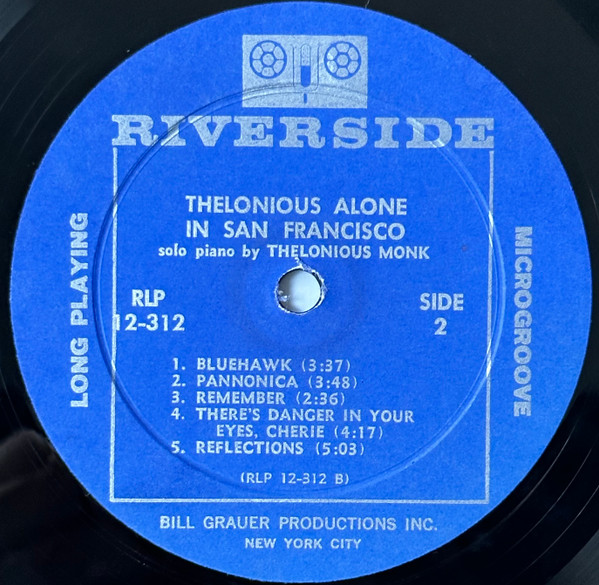 RIVERSIDE
THELONIOUS ALONE
IN SAN FRANCISCO
solo piano by THELONIOUS MONK
LONG PLAYING
MICROGROOVE
RLP
12-312
SIDE
2
1. BLUEHAWK (3:37)
2. PANNONICA (3:48)
3. REMEMBER (2:36)
4. THERE'S DANGER IN YOUR
EYES, CHERIE (4:17)
5. REFLECTIONS (5:03)
(RLP 12-312 B)
BILL GRAUER PRODUCTIONS INC.
NEW YORK CITY